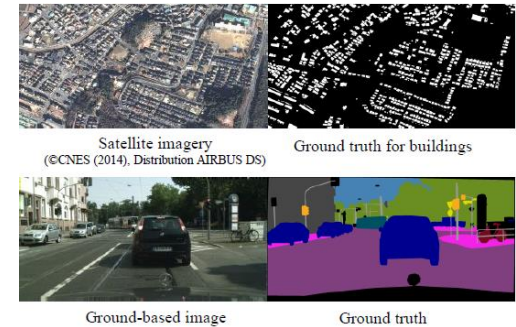 Satellite imagery
(©CNES (2014), Distribution AIRBUS DS)
Ground truth for buildings
Ground-based image
Ground truth